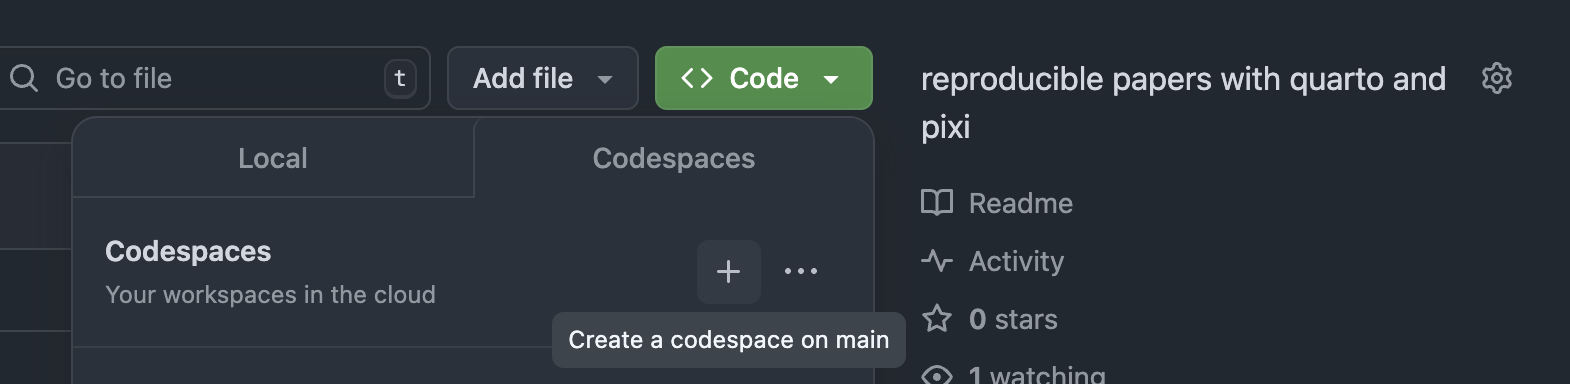 Go to file
t
Add file
Code
reproducible papers with quarto and
pixi
Local
Codespaces
Codespaces
Your workspaces in the cloud
Create a codespace on main
Readme
Activity
0 stars
1 watching